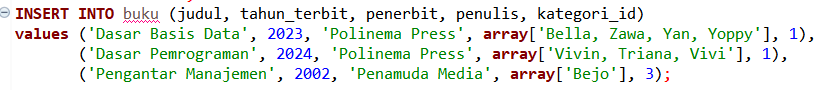 INSERT INTO buku (judul, tahun_terbit, penerbit, penulis, kategori_id)
values ('Dasar Basis Data', 2023, 'Polinema Press', array['Bella, Zawa, Yan, Yoppy'], 1),
('Dasar Pemrograman', 2024, 'Polinema Press', array['Vivin, Triana, Vivi'], 1),
('Pengantar Manajemen', 2002, 'Penamuda Media', array['Bejo'], 3);